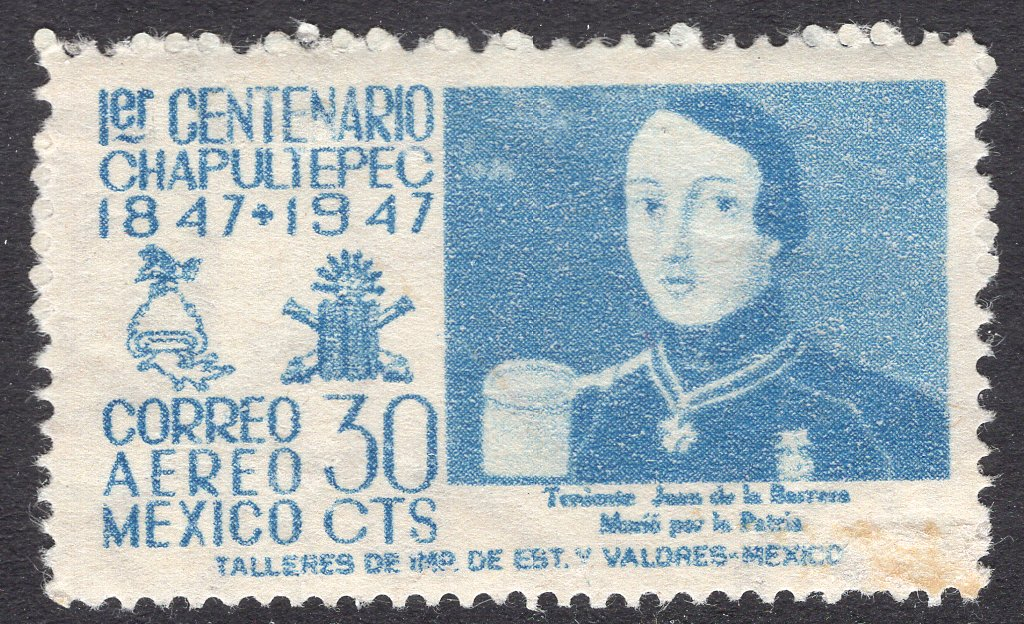 1er CENTENARIO
CHAPULTEPEC
1847+1947
CORREO
AEREO
MEXICO
30
CTS
Teniente Juan de la Barrera
Murió por la Patria
TALLERES DE IMP. DE EST. Y VALORES-MEXICO